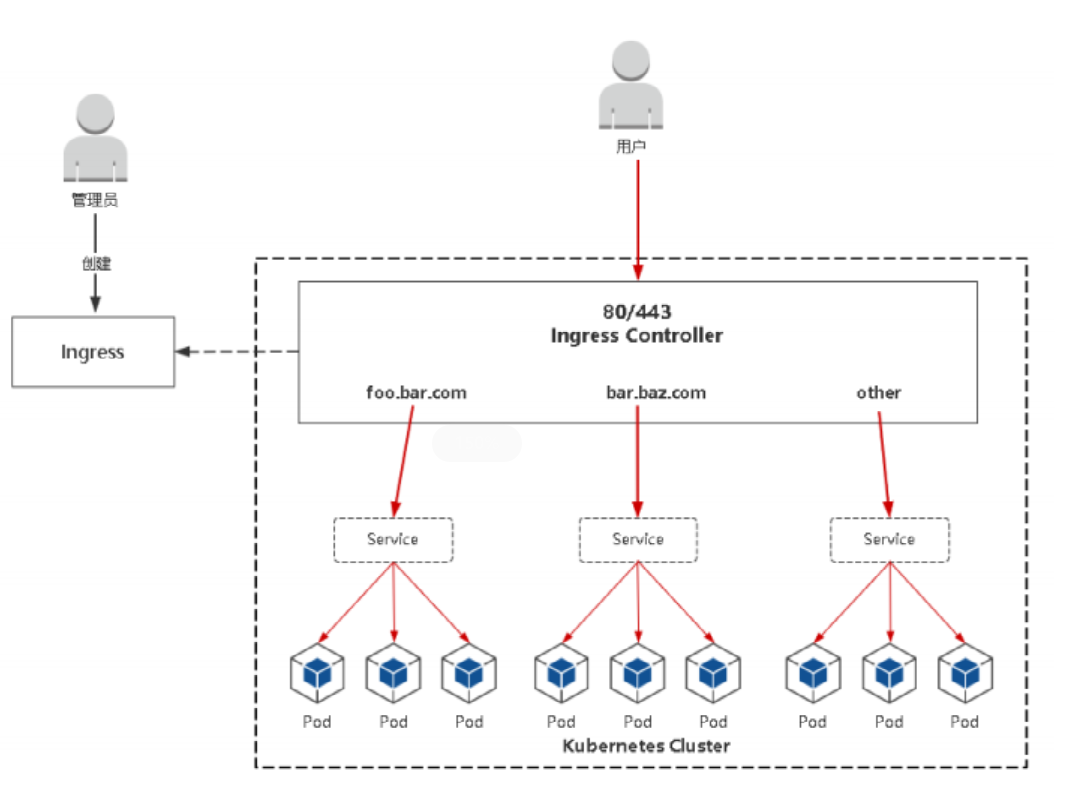 用户
管理员
创建
Ingress
80/443
Ingress Controller
foo.bar.com
bar.baz.com
other
Service
Service
Service
Pod
Pod
Pod
Pod
Pod
Pod
Pod
Pod
Pod
Kubernetes Cluster